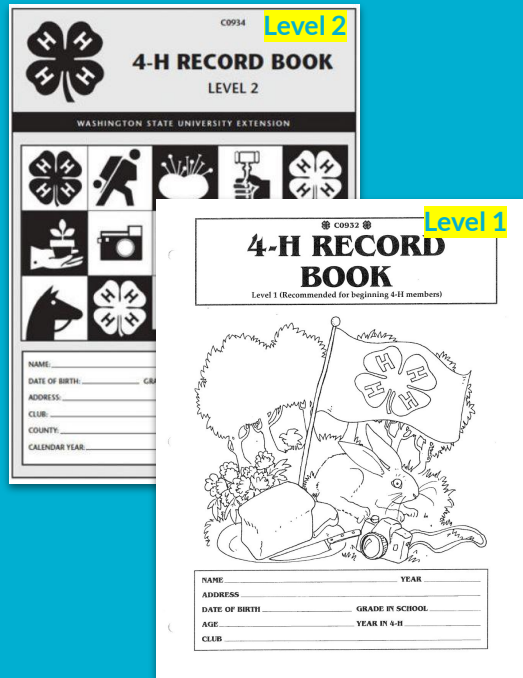 C0934
Level 2
4-H RECORD BOOK
LEVEL 2
WASHINGTON STATE UNIVERSITY EXTENSION
H H H H
H H H H
H H H H
NAME:
DATE OF BIRTH:
ADDRESS:
CLUB:
COUNTY:
CALENDAR YEAR:
Level 1
C0932
4-H RECORD
BOOK
Level 1 (Recommended for beginning 4-H members)
H H H H
NAME YEAR
ADDRESS
DATE OF BIRTH GRADE IN SCHOOL
AGE YEAR IN 4-H
CLUB